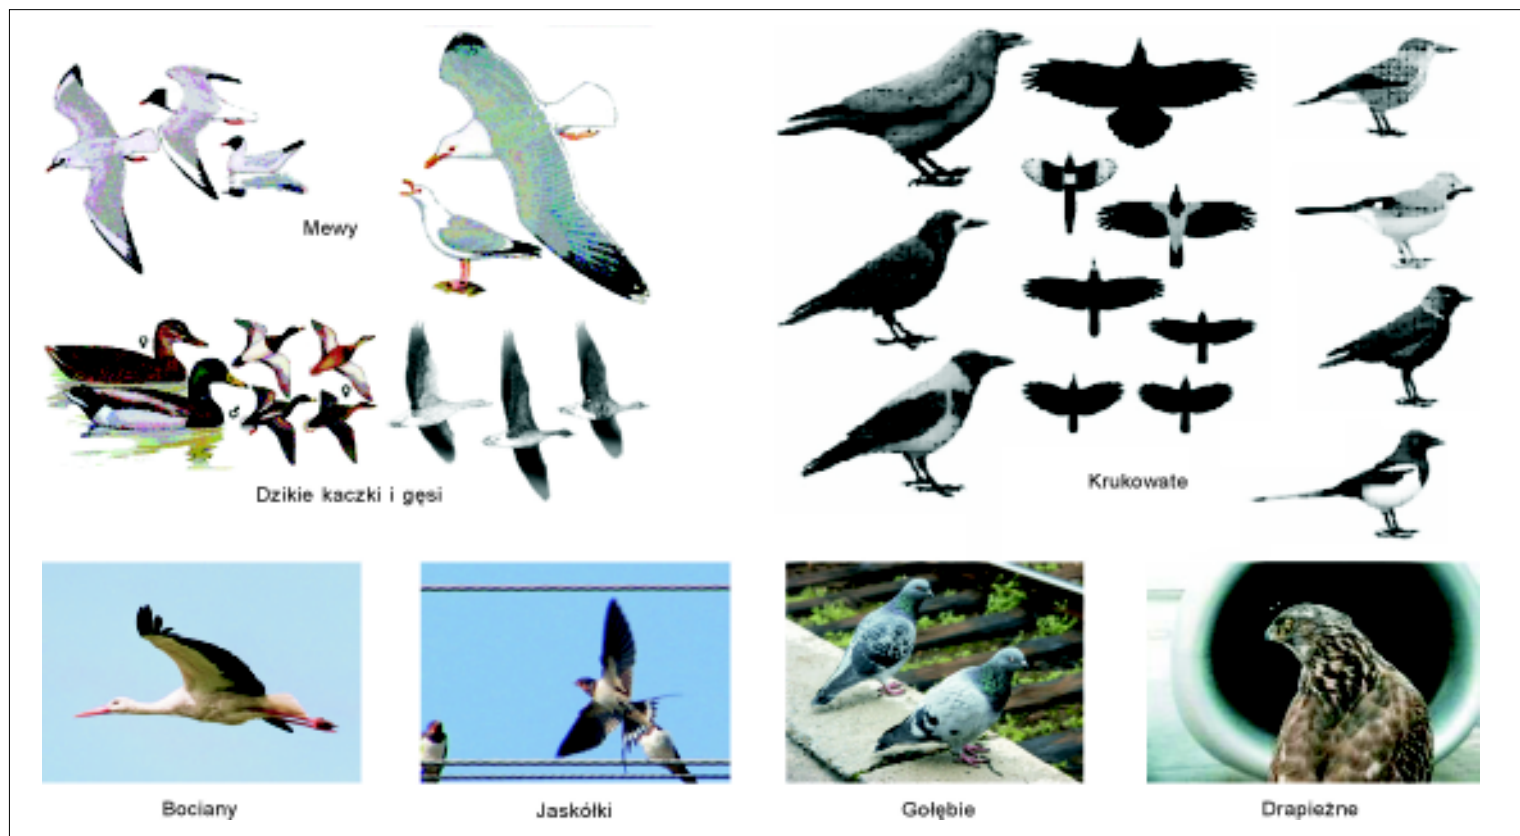 Mewy
Dzikie kaczki i gęsi
Krukowate
Bociany
Jaskółki
Gołębie
Drapieżne